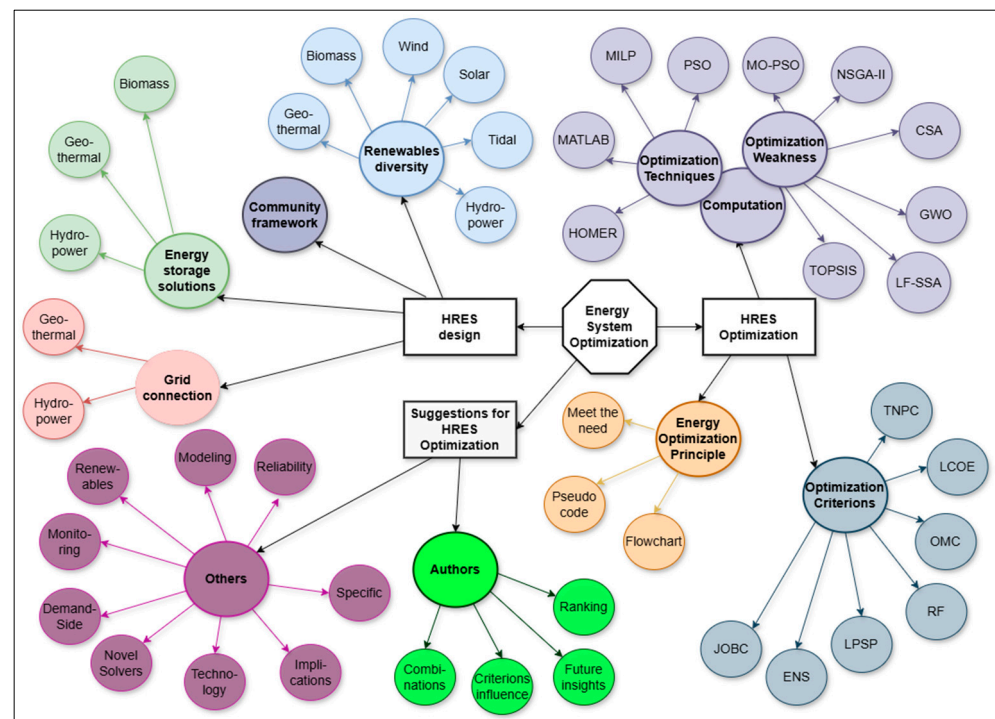 Biomass
Geo-
thermal
Hydro-
power
Energy
storage
solutions
Biomass
Wind
Solar
Geo-
thermal
Tidal
Hydro-
power
Renewables
diversity
Community
framework
MILP
PSO
MATLAB
HOMER
Optimization
Techniques
Computation
MO-PSO
NSGA-II
CSA
GWO
LF-SSA
TOPSIS
Optimization
Weakness
Geo-
thermal
Hydro-
power
Grid
connection
HRES
design
Energy
System
Optimization
HRES
Optimization
Suggestions for
HRES
Optimization
Meet the
need
Pseudo
code
Flowchart
Energy
Optimization
Principle
TNPC
LCOE
OMC
RF
LPSP
ENS
JOBC
Optimization
Criterions
Renew-
ables
Modeling
Reliability
Monito-
ring
Others
Specific
Demand-
Side
Novel
Solvers
Techno-
logy
Impli-
cations
Authors
Ranking
Combi-
nations
Criterions
influence
Future
insights